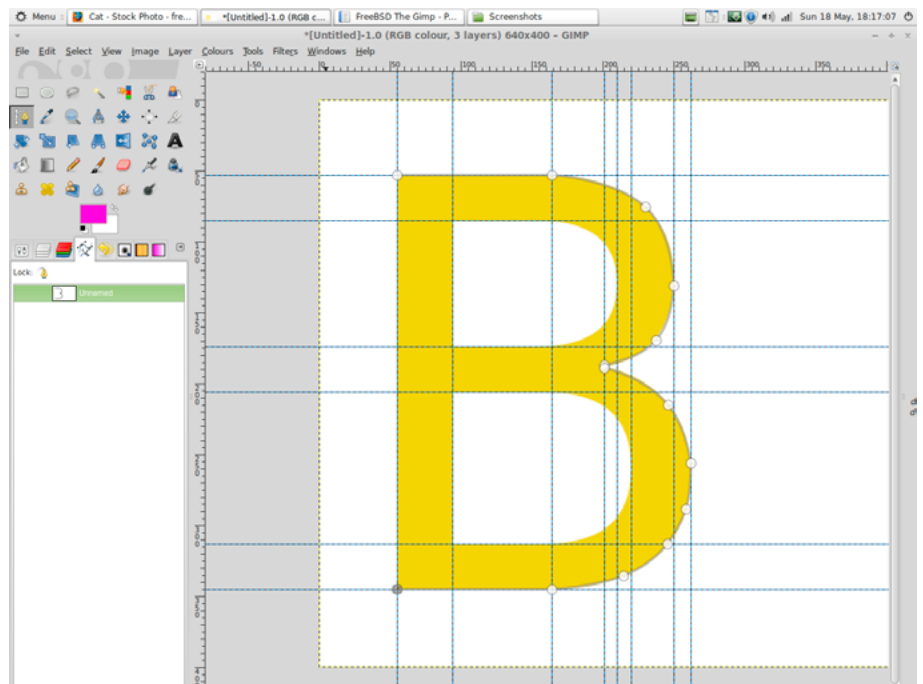 Menu : Cat - Stock Photo - fre... *[Untitled]-1.0 (RGB c... FreeBSD The Gimp - P... Screenshots Sun 18 May, 18:17:07
*[Untitled]-1.0 (RGB colour, 3 layers) 640x400 – GIMP
File Edit Select View Image Layer Colours Tools Filters Windows Help
50 0 50 100 150 200 250 300 350
Lock:
Unnamed
B